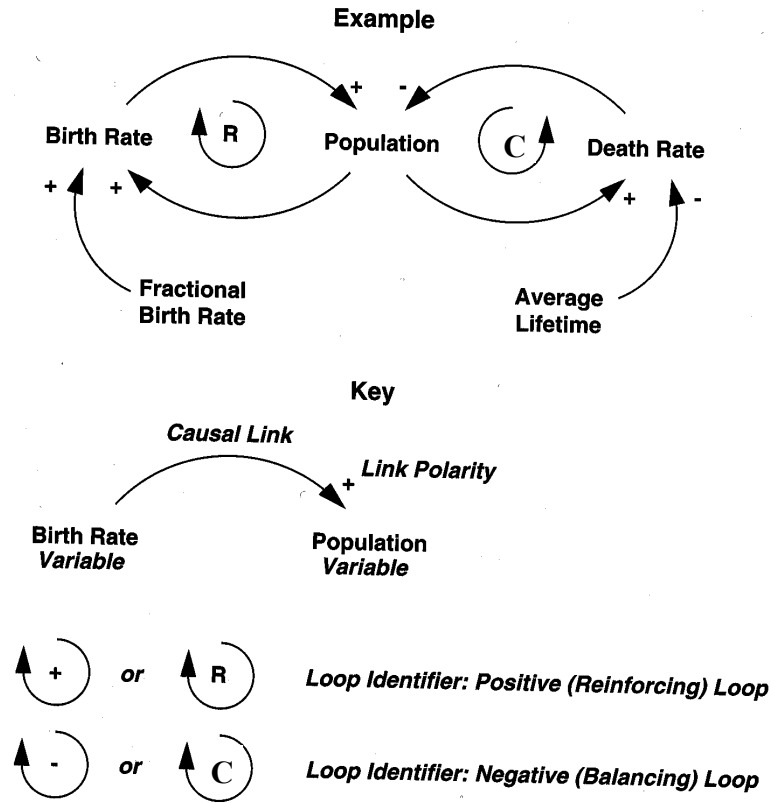 Example
+ -
Birth Rate R Population C Death Rate
+ + + -
Fractional
Birth Rate
Average
Lifetime
Key
Causal Link
+ Link Polarity
Birth Rate
Variable
Population
Variable
+ or R Loop Identifier: Positive (Reinforcing) Loop
- or C Loop Identifier: Negative (Balancing) Loop